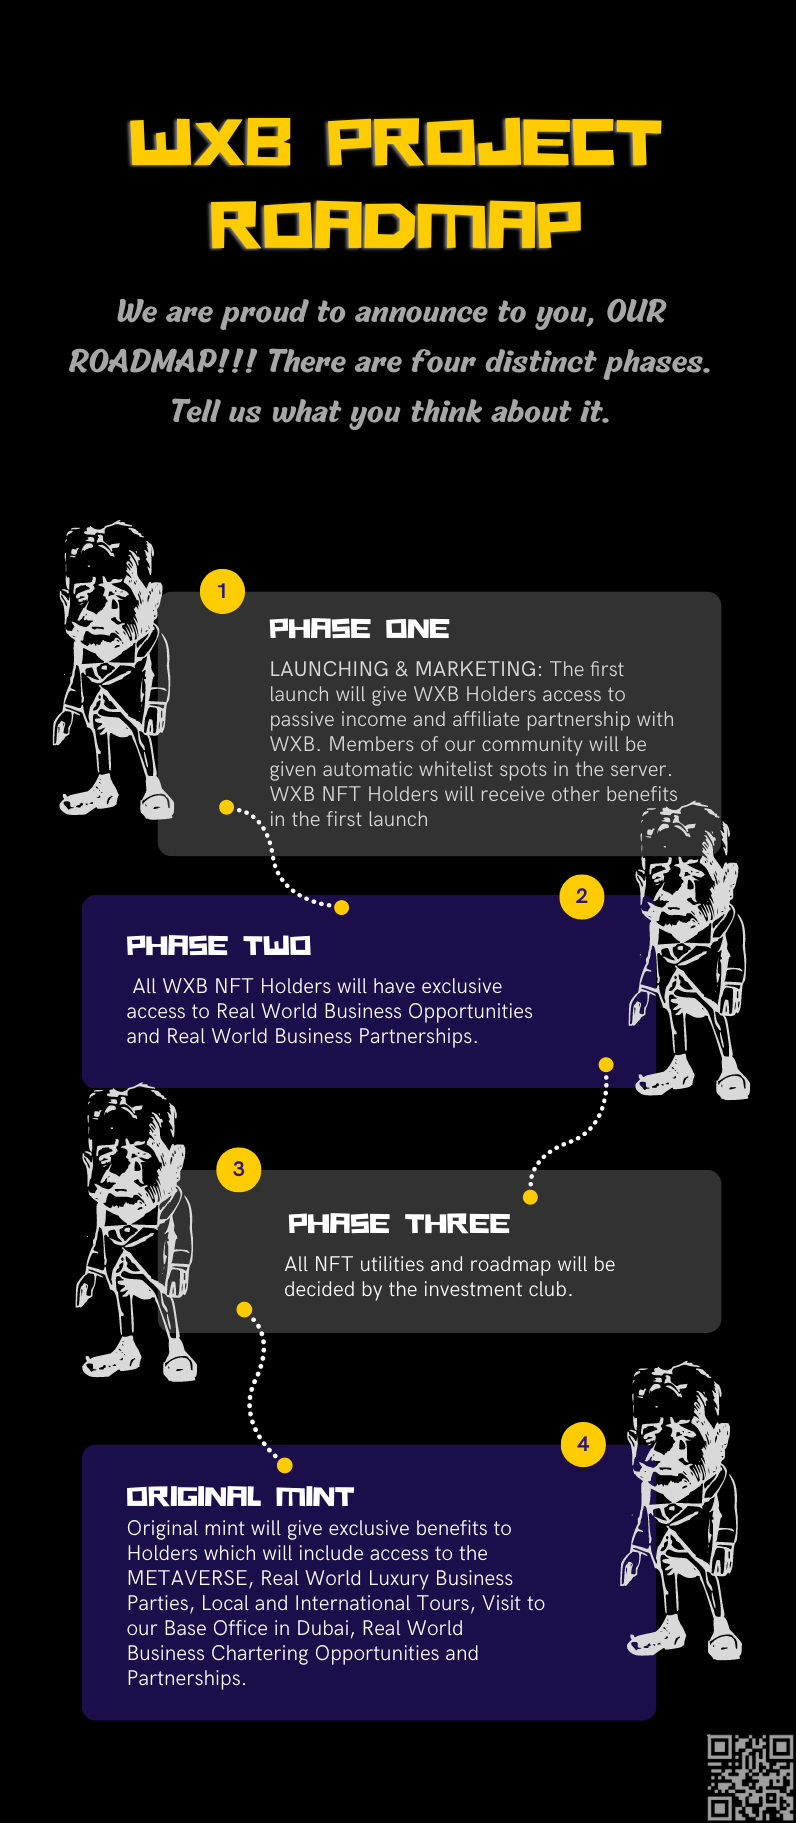 WXB PROJECT
ROADMAP
We are proud to announce to you, OUR
ROADMAP!!! There are four distinct phases.
Tell us what you think about it.
1
PHASE ONE
LAUNCHING & MARKETING: The first
launch will give WXB Holders access to
passive income and affiliate partnership with
WXB. Members of our community will be
given automatic whitelist spots in the server.
WXB NFT Holders will receive other benefits
in the first launch
2
PHASE TWO
All WXB NFT Holders will have exclusive
access to Real World Business Opportunities
and Real World Business Partnerships.
3
PHASE THREE
All NFT utilities and roadmap will be
decided by the investment club.
4
ORIGINAL MINT
Original mint will give exclusive benefits to
Holders which will include access to the
METAVERSE, Real World Luxury Business
Parties, Local and International Tours, Visit to
our Base Office in Dubai, Real World
Business Chartering Opportunities and
Partnerships.